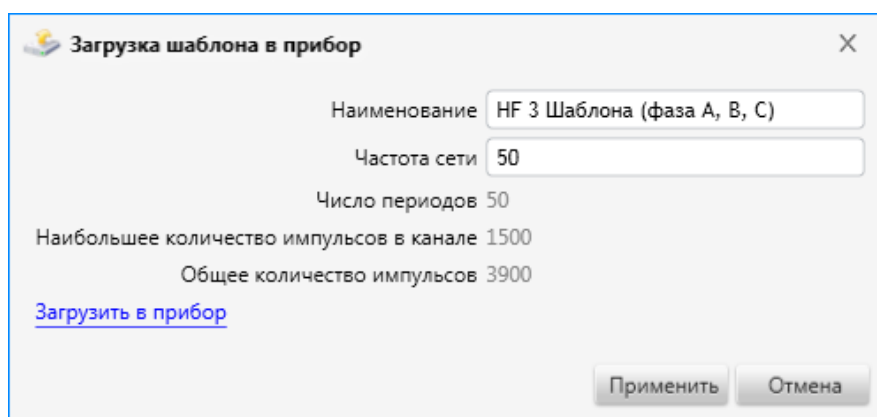 Загрузка шаблона в прибор
Наименование HF 3 Шаблона (фаза A, B, C)
Частота сети 50
Число периодов 50
Наибольшее количество импульсов в канале 1500
Общее количество импульсов 3900
Загрузить в прибор
Применить Отмена